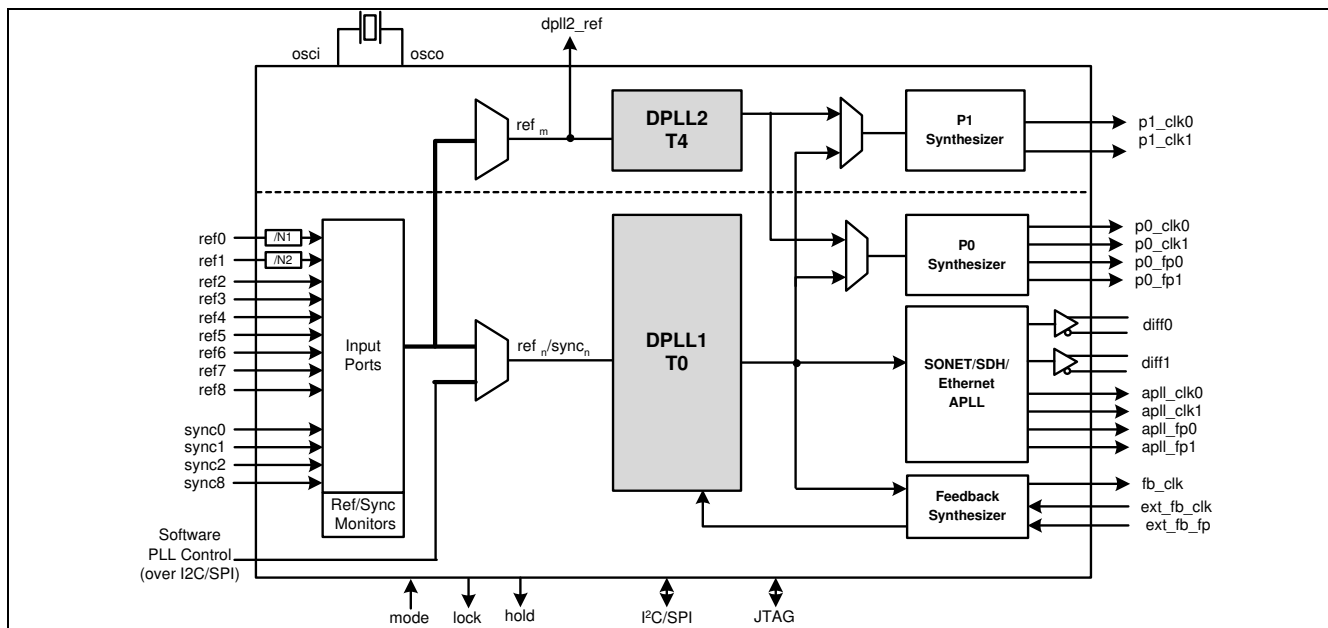 dpll2_ref
osci
osco
ref m
DPLL2
T4
P1
Synthesizer
p1_clk0
p1_clk1
ref0
/N1
ref1
/N2
ref2
ref3
ref4
ref5
ref6
ref7
ref8
sync0
sync1
sync2
sync8
Input
Ports
Ref/Sync
Monitors
Software
PLL Control
(over I2C/SPI)
ref n/sync n
DPLL1
T0
P0
Synthesizer
p0_clk0
p0_clk1
p0_fp0
p0_fp1
SONET/SDH/
Ethernet
APLL
diff0
diff1
apll_clk0
apll_clk1
apll_fp0
apll_fp1
Feedback
Synthesizer
fb_clk
ext_fb_clk
ext_fb_fp
mode
lock
hold
I²C/SPI
JTAG